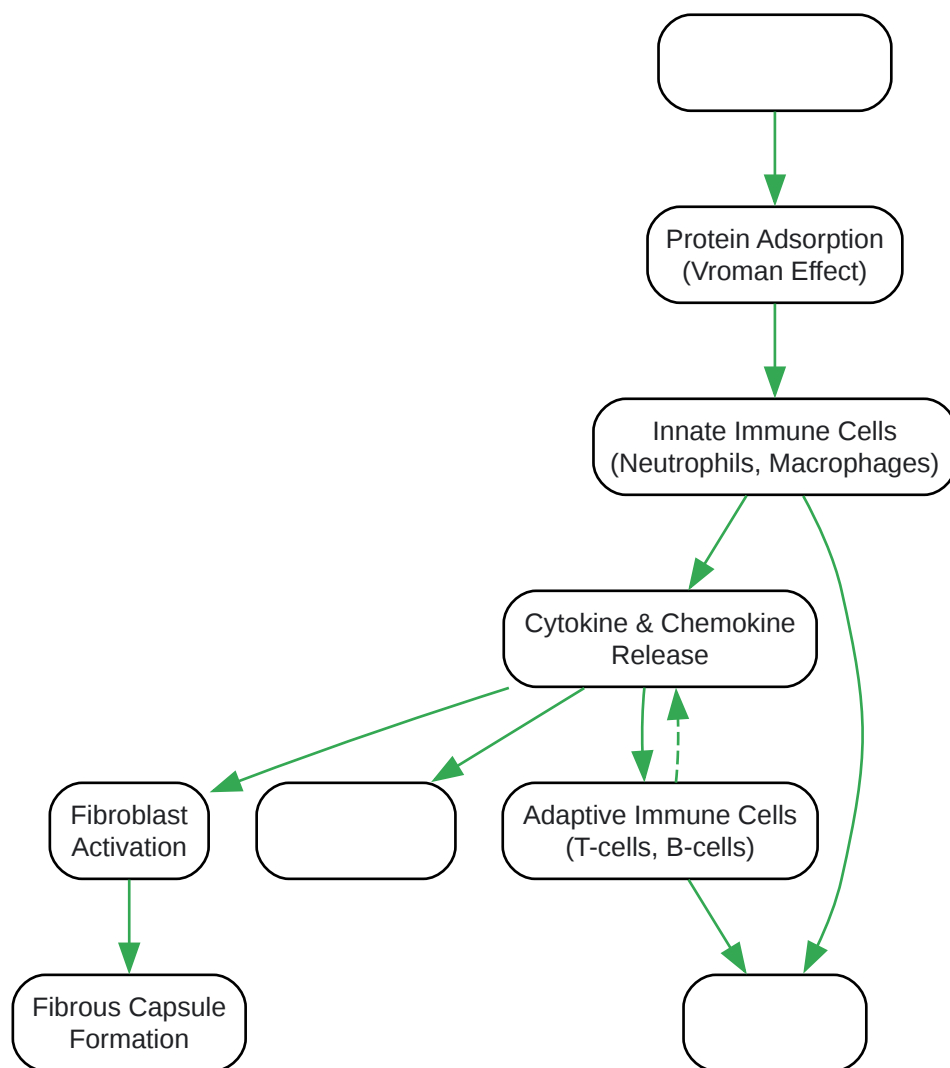 Protein Adsorption
(Vroman Effect)
Innate Immune Cells
(Neutrophils, Macrophages)
Cytokine & Chemokine
Release
Fibroblast
Activation
Adaptive Immune Cells
(T-cells, B-cells)
Fibrous Capsule
Formation